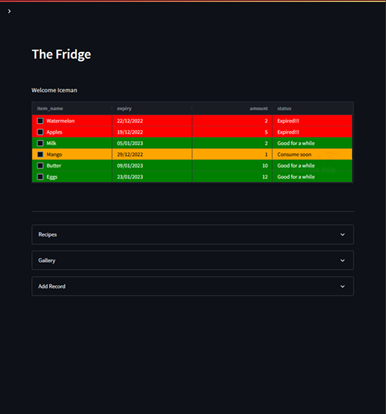 The Fridge
Welcome Iceman
item_name expiry amount status
Watermelon 22/12/2022 2 Expired!!!
Apples 19/12/2022 5 Expired!!!
Milk 05/01/2023 2 Good for a while
Mango 29/12/2022 1 Consume soon
Butter 09/01/2023 10 Good for a while
Eggs 23/01/2023 12 Good for a while
Recipes
Gallery
Add Record